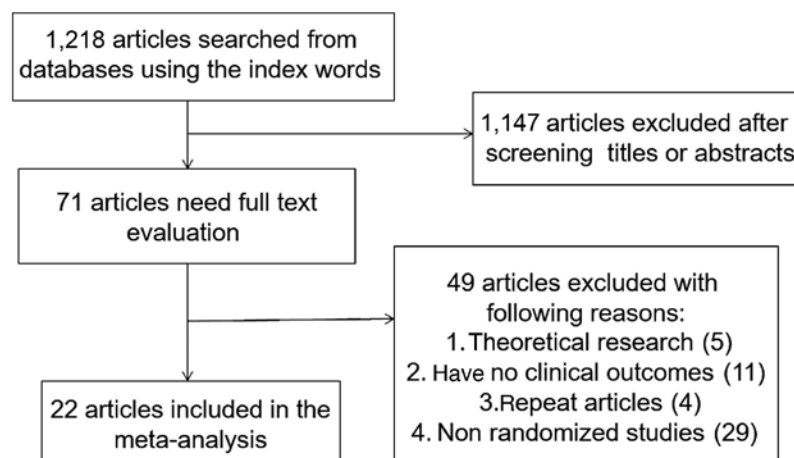 1,218 articles searched from
databases using the index words
1,147 articles excluded after
screening titles or abstracts
71 articles need full text
evaluation
49 articles excluded with
following reasons:
1.Theoretical research (5)
2. Have no clinical outcomes (11)
3.Repeat articles (4)
4. Non randomized studies (29)
22 articles included in the
meta-analysis